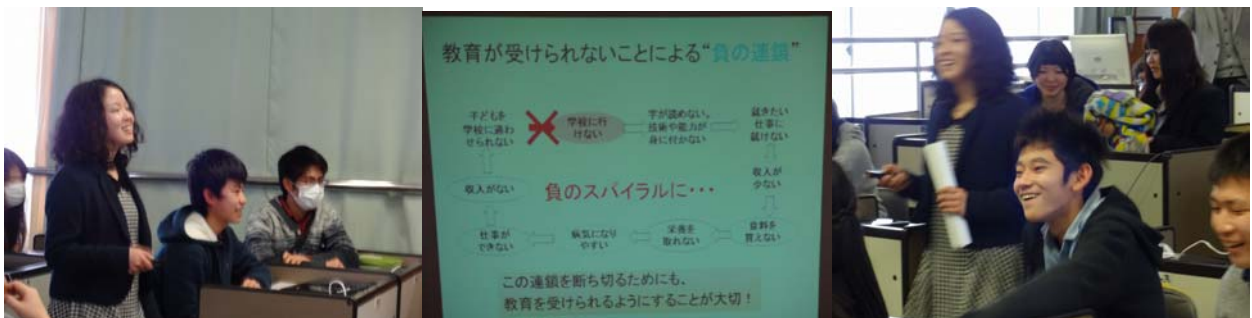 教育が受けられないことによる“負の連鎖”
子どもを
学校に通わ
せられない
学校に行
けない
字が読めない、
技術や能力が
身に付かない
就きたい
仕事に
就けない
収入がない
負のスパイラルに・・・
収入が
少ない
仕事が
できない
病気になり
やすい
栄養を
取れない
食料を
買えない
この連鎖を断ち切るためにも、
教育を受けられるようにすることが大切！